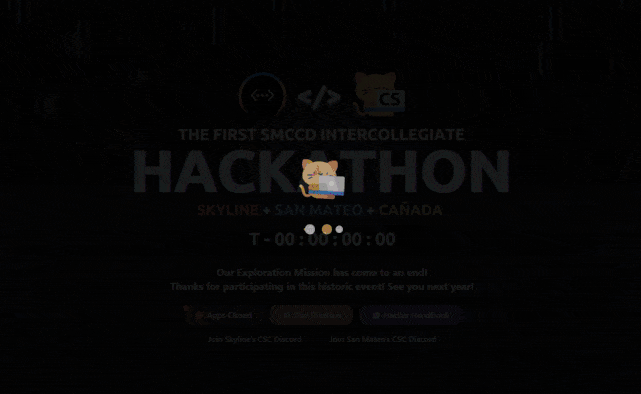 <··>
</>
CS
THE FIRST SMCCD INTERCOLLEGIATE
HACKATHON
SKYLINE + SAN MATEO + CAÑADA
T - 00 : 00 : 00 : 00
Our Exploration Mission has come to an end!
Thanks for participating in this historic event! See you next year!
Apps Closed
Join Skyline's CSC Discord
Join San Mateo's CSC Discord